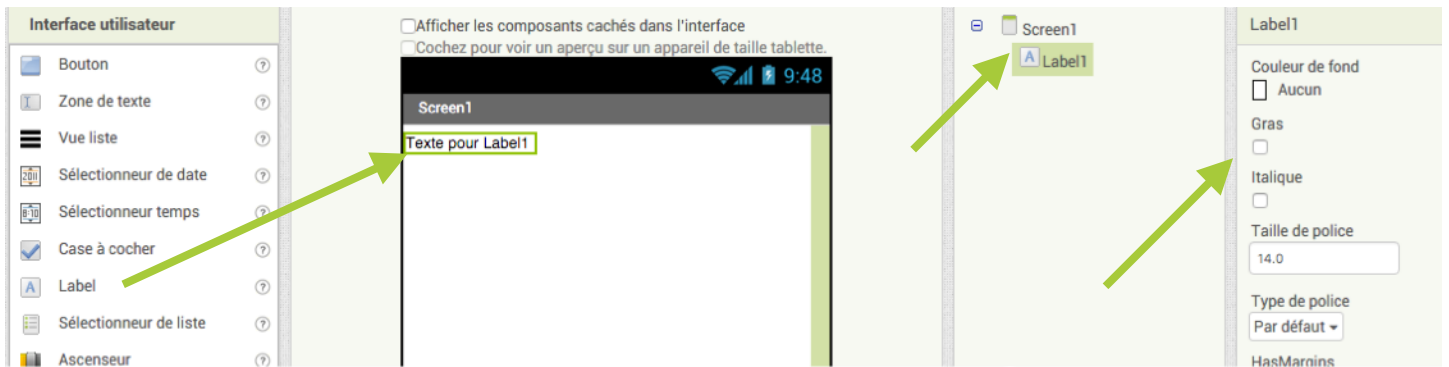 Interface utilisateur
Bouton
Zone de texte
Vue liste
Sélectionneur de date
Sélectionneur temps
Case à cocher
Label
Sélectionneur de liste
Ascenseur
Afficher les composants cachés dans l'interface
Cochez pour voir un aperçu sur un appareil de taille tablette.
9:48
Screen1
Texte pour Label1
Screen1
A Label1
Label1
Couleur de fond
Aucun
Gras
Italique
Taille de police
14.0
Type de police
Par défaut
HasMargins